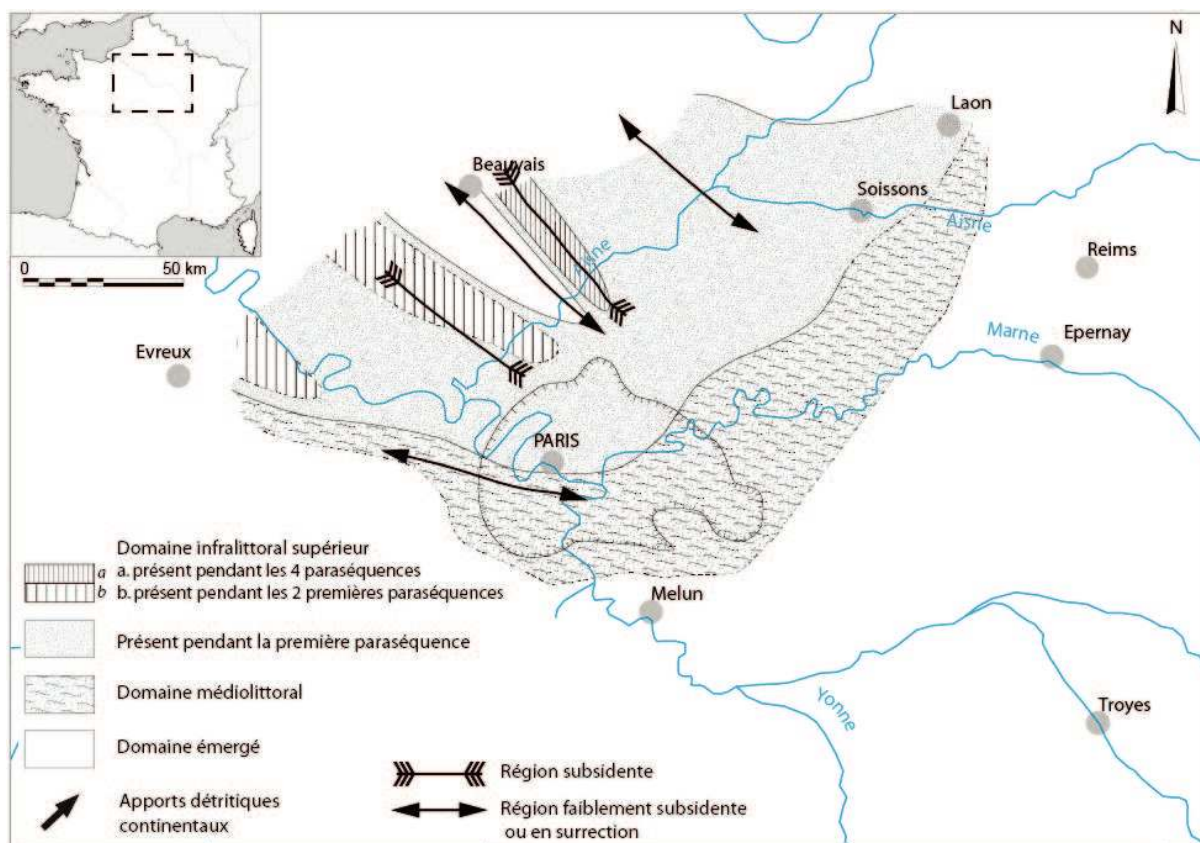 N
Laon
Beauvais
Soissons
Aisne
Reims
0 50 km
Marne
Epernay
Evreux
PARIS
Domaine infralittoral supérieur
a a. présent pendant les 4 paraséquences
b b. présent pendant les 2 premières paraséquences
Melun
Présent pendant la première paraséquence
Yonne
Troyes
Domaine médiolittoral
Domaine émergé
Région subsidente
Apports détritiques
continentaux
Région faiblement subsidente
ou en surrection